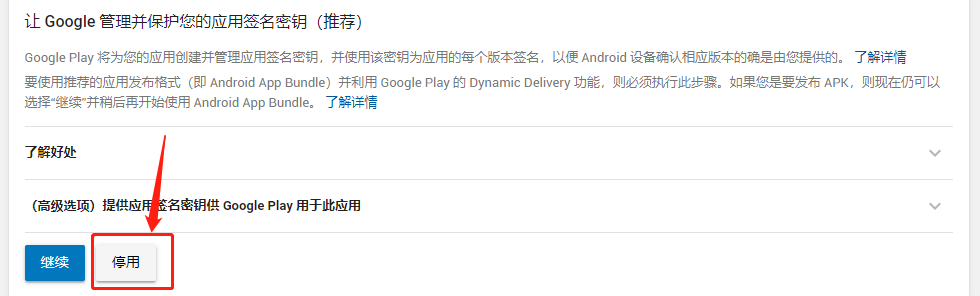 让 Google 管理并保护您的应用签名密钥（推荐）
Google Play 将为您的应用创建并管理应用签名密钥，并使用该密钥为应用的每个版本签名，以便 Android 设备确认相应版本的确是由您提供的。 了解详情
要使用推荐的应用发布格式（即 Android App Bundle）并利用 Google Play 的 Dynamic Delivery 功能，则必须执行此步骤。如果您是要发布 APK，则现在仍可以
选择“继续”并稍后再开始使用 Android App Bundle。 了解详情
了解好处
（高级选项）提供应用签名密钥供 Google Play 用于此应用
继续 停用